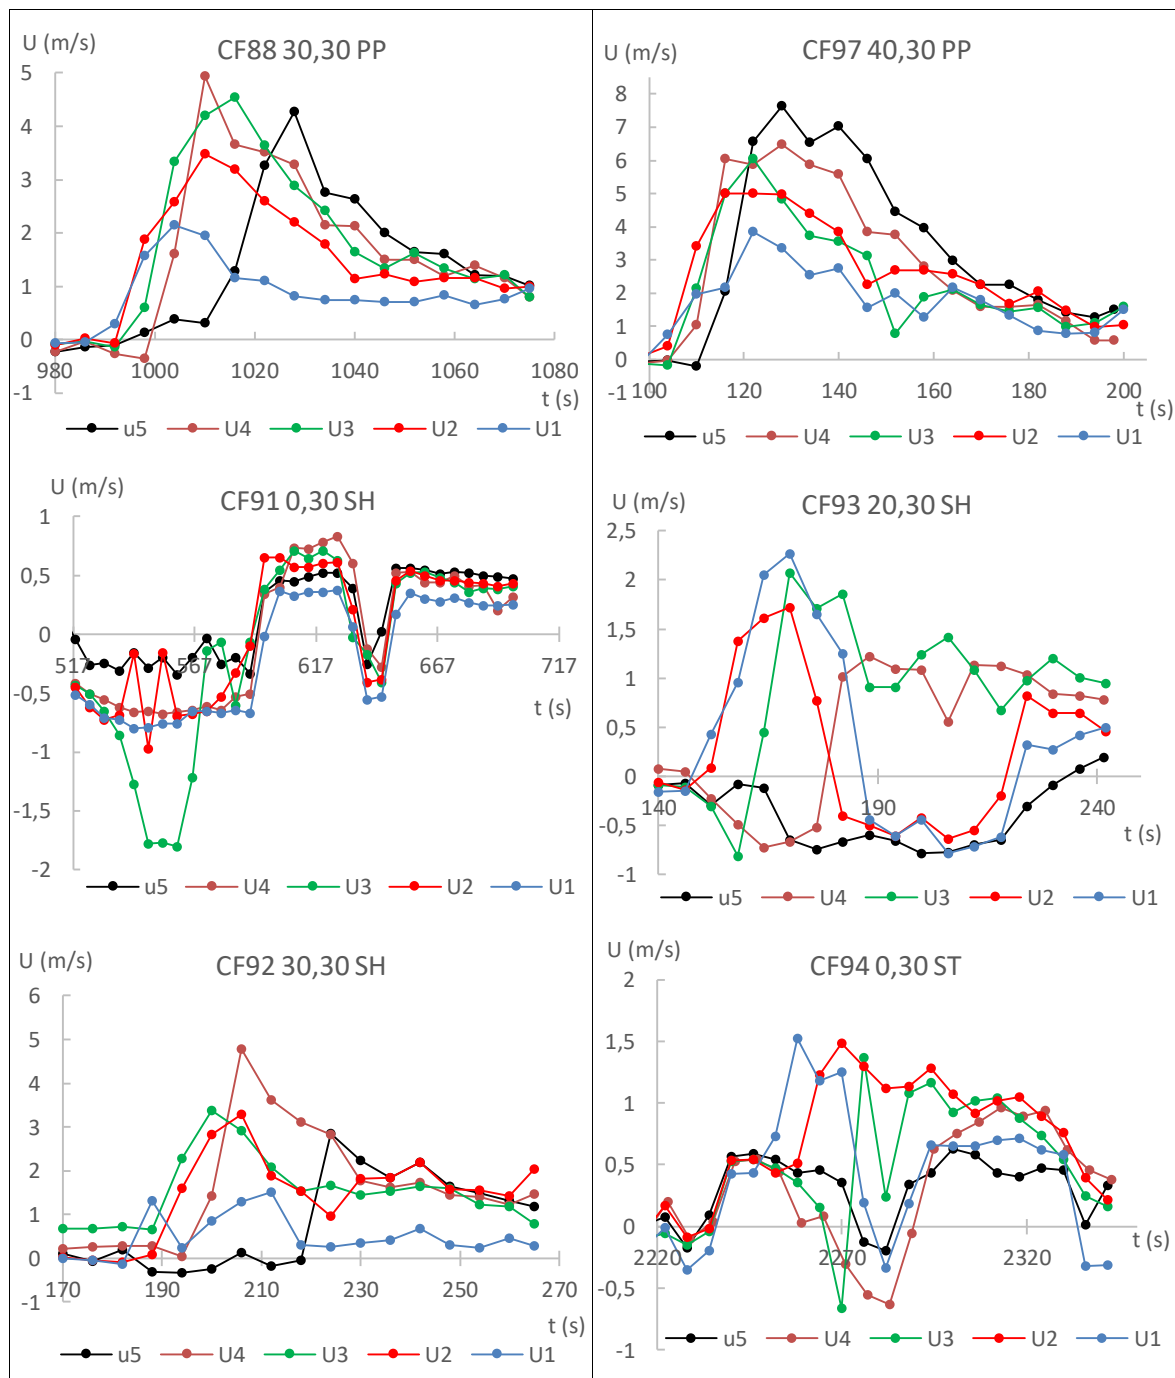 U (m/s)
CF88 30,30 PP
5
4
3
2
1
0
-1
980 1000 1020 1040 1060 1080
t (s)
u5 U4 U3 U2 U1
U (m/s)
CF97 40,30 PP
8
7
6
5
4
3
2
1
0
-1
100 120 140 160 180 200
t (s)
u5 U4 U3 U2 U1
U (m/s)
CF91 0,30 SH
1
0,5
0
-0,5
-1
-1,5
-2
517 567 617 667 717
t (s)
u5 U4 U3 U2 U1
U (m/s)
CF93 20,30 SH
2,5
2
1,5
1
0,5
0
-0,5
-1
140 190 240
t (s)
u5 U4 U3 U2 U1
U (m/s)
CF92 30,30 SH
6
5
4
3
2
1
0
-1
170 190 210 230 250 270
t (s)
u5 U4 U3 U2 U1
U (m/s)
CF94 0,30 ST
2
1,5
1
0,5
0
-0,5
-1
2220 2270 2320
t (s)
u5 U4 U3 U2 U1